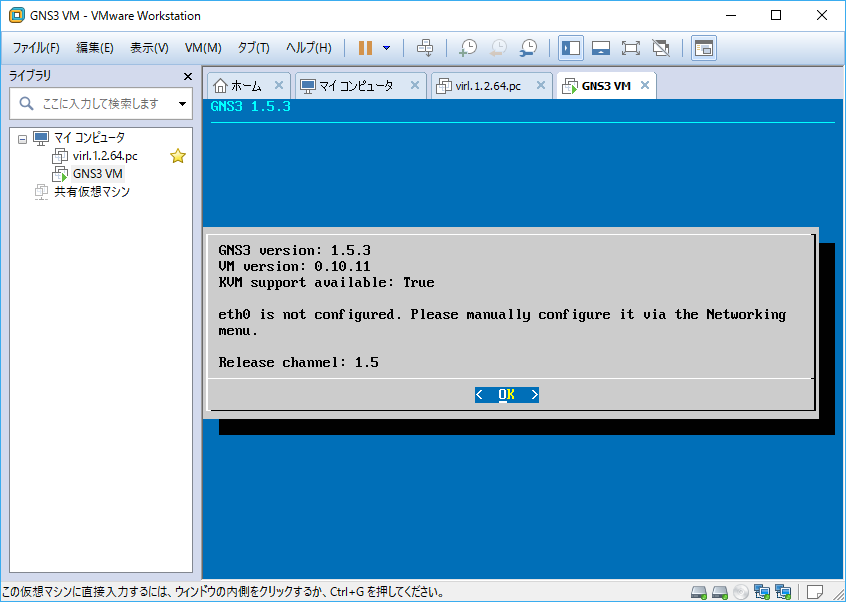 GNS3 VM - VMware Workstation
ファイル(F) 編集(E) 表示(V) VM(M) タブ(T) ヘルプ(H)
ライブラリ
ここに入力して検索します
マイ コンピュータ
virl.1.2.64.pc
GNS3 VM
共有仮想マシン
ホーム マイ コンピュータ virl.1.2.64.pc GNS3 VM
GNS3 1.5.3
GNS3 version: 1.5.3
VM version: 0.10.11
KVM support available: True
eth0 is not configured. Please manually configure it via the Networking
menu.
Release channel: 1.5
< OK >
この仮想マシンに直接入力するには、ウィンドウの内側をクリックするか、Ctrl+G を押してください。